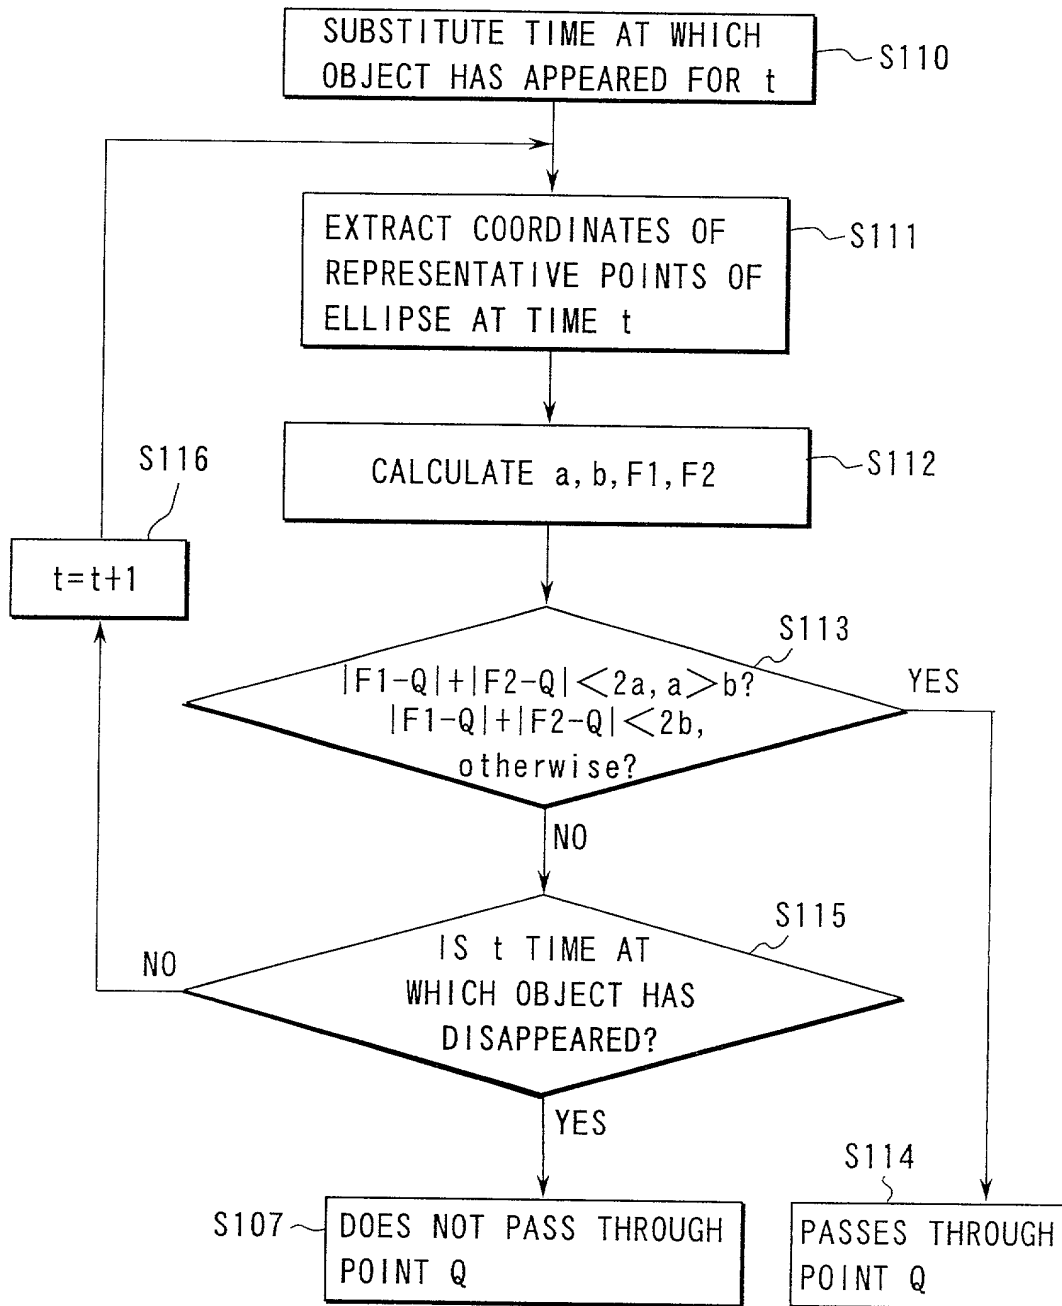 SUBSTITUTE TIME AT WHICH
OBJECT HAS APPEARED FOR t
S110
EXTRACT COORDINATES OF
REPRESENTATIVE POINTS OF
ELLIPSE AT TIME t
S111
CALCULATE a, b, F1, F2
S112
S116
t=t+1
S113
|F1-Q|+|F2-Q|<2a, a>b?
|F1-Q|+|F2-Q|<2b,
otherwise?
YES
NO
S115
IS t TIME AT
WHICH OBJECT HAS
DISAPPEARED?
NO
YES
S114
S107
DOES NOT PASS THROUGH
POINT Q
PASSES THROUGH
POINT Q